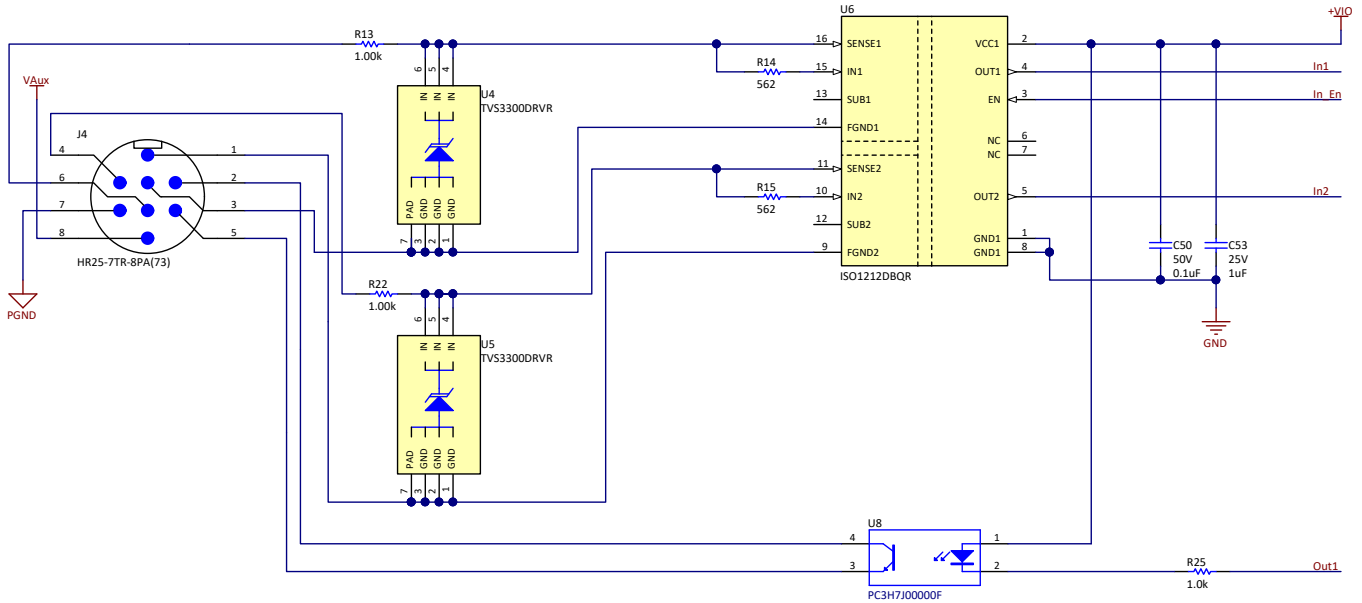 U6
+VIO
R13
1.00k
16
SENSE1
VCC1
2
VAux
6
5
4
R14
562
15
IN1
OUT1
4
In1
IN
IN
IN
U4
TVS3300DRVR
13
SUB1
EN
3
In_En
J4
14
FGND1
NC
6
4
1
NC
7
11
SENSE2
6
2
R15
562
10
IN2
OUT2
5
In2
7
3
PAD
GND
GND
GND
12
SUB2
8
5
7
3
2
1
9
FGND2
GND1
1
GND1
8
C50
50V
0.1uF
C53
25V
1uF
HR25-7TR-8PA(73)
ISO1212DBQR
R22
1.00k
PGND
6
5
4
GND
IN
IN
IN
U5
TVS3300DRVR
PAD
GND
GND
GND
7
3
2
1
U8
4
1
3
2
R25
1.0k
Out1
PC3H7J00000F